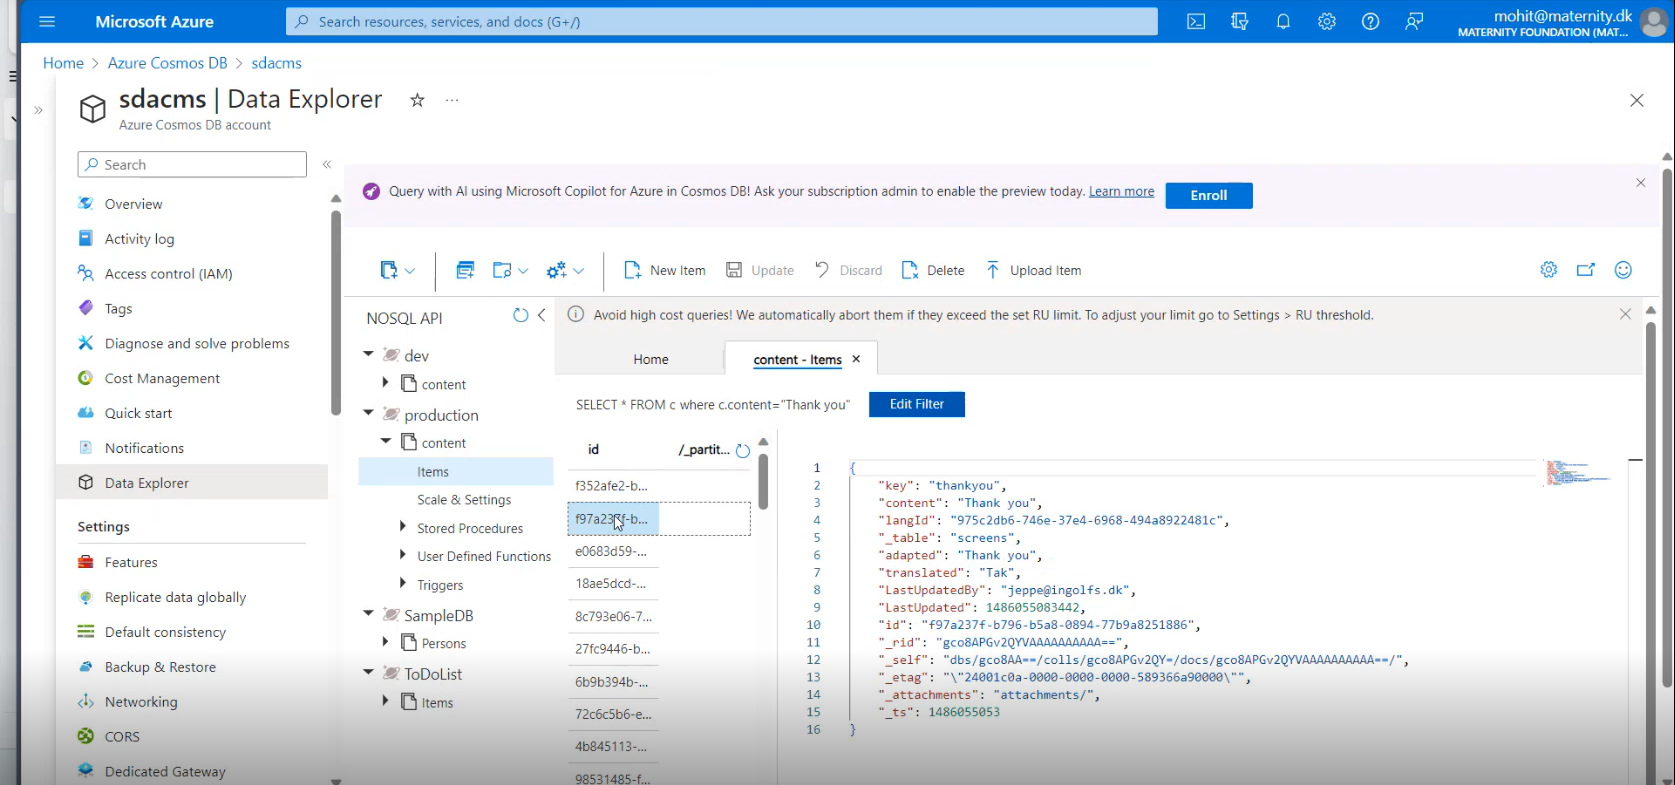 Microsoft Azure
Search resources, services, and docs (G+/)
mohit@maternity.dk
MATERNITY FOUNDATION (MAT...
Home > Azure Cosmos DB > sdacms
sdacms | Data Explorer
Azure Cosmos DB account
Search
Overview
Activity log
Access control (IAM)
Tags
Diagnose and solve problems
Cost Management
Quick start
Notifications
Data Explorer
Settings
Features
Replicate data globally
Default consistency
Backup & Restore
Networking
CORS
Dedicated Gateway
Query with AI using Microsoft Copilot for Azure in Cosmos DB! Ask your subscription admin to enable the preview today. Learn more
Enroll
New Item
Update
Discard
Delete
Upload Item
NOSQL API
dev
content
production
content
Items
Scale & Settings
Stored Procedures
User Defined Functions
Triggers
SampleDB
Persons
ToDoList
Items
Avoid high cost queries! We automatically abort them if they exceed the set RU limit. To adjust your limit go to Settings > RU threshold.
Home
content - Items
SELECT * FROM c where c.content="Thank you"
Edit Filter
id /_partit...
f352afe2-b...
f97a237f-b...
e0683d59-...
18ae5dcd-...
8c793e06-7...
27fc9446-b...
6b9b394b-...
72c6c5b6-e...
4b845113-...
98531485-f...
1 {
2 "key": "thankyou",
3 "content": "Thank you",
4 "langId": "975c2db6-746e-37e4-6968-494a8922481c",
5 "_table": "screens",
6 "adapted": "Thank you",
7 "translated": "Tak",
8 "LastUpdatedBy": "jeppe@ingolfs.dk",
9 "LastUpdated": 1486055083442,
10 "id": "f97a237f-b796-b5a8-0894-77b9a8251886",
11 "_rid": "gco8APGv2QYVAAAAAAAAAA==",
12 "_self": "dbs/gco8AA==/colls/gco8APGv2QY=/docs/gco8APGv2QYVAAAAAAAAAA==/",
13 "_etag": "\"24001c0a-0000-0000-0000-589366a90000\"",
14 "_attachments": "attachments/",
15 "_ts": 1486055053
16 }